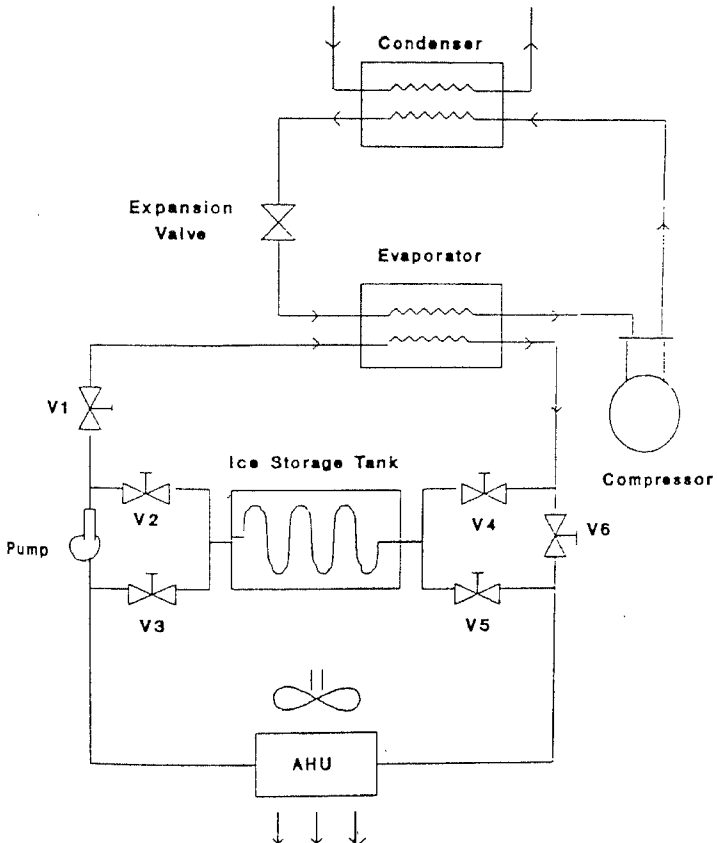 Condenser
Expansion
Valve
Evaporator
V1
Ice Storage Tank
Compressor
V2
V4
V6
Pump
V3
V5
AHU